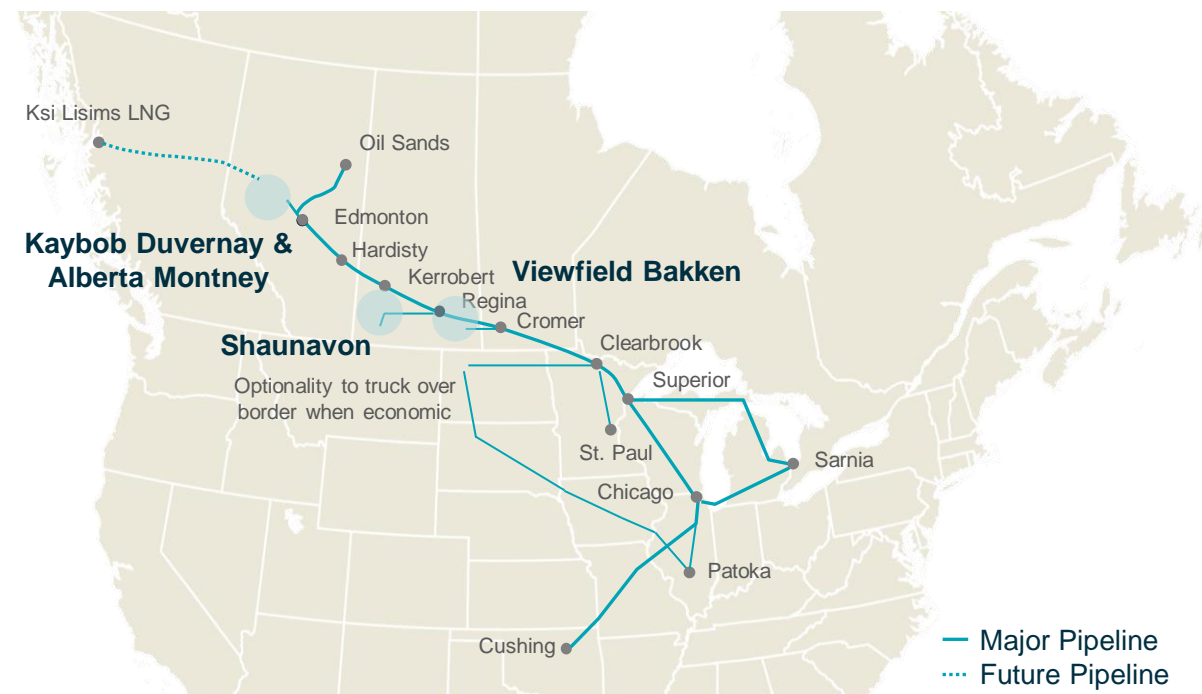 Ksi Lisims LNG
Oil Sands
Edmonton
Kaybob Duvernay &
Alberta Montney
Hardisty
Kerrobert
Viewfield Bakken
Regina
Cromer
Shaunavon
Clearbrook
Optionality to truck over
border when economic
Superior
St. Paul
Sarnia
Chicago
Patoka
Cushing
Major Pipeline
Future Pipeline